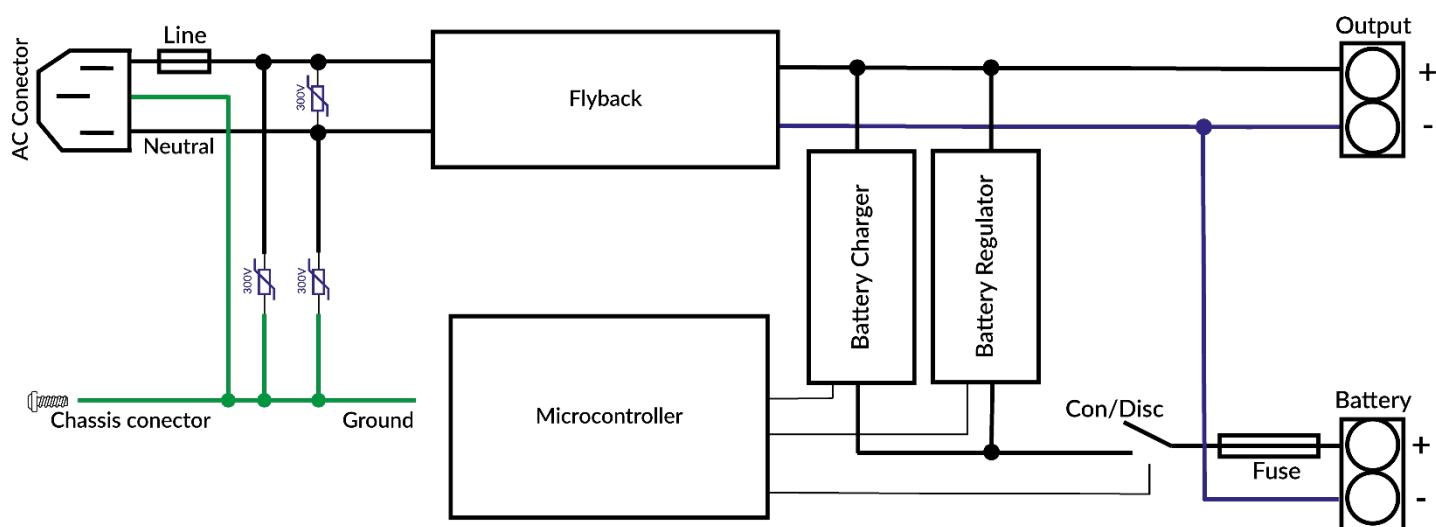 Output
Line
+
AC Conector
300V
Flyback
-
Neutral
Battery Charger
Battery Regulator
300V
300V
Microcontroller
Con/Disc
Battery
Chassis conector
Ground
+
Fuse
-